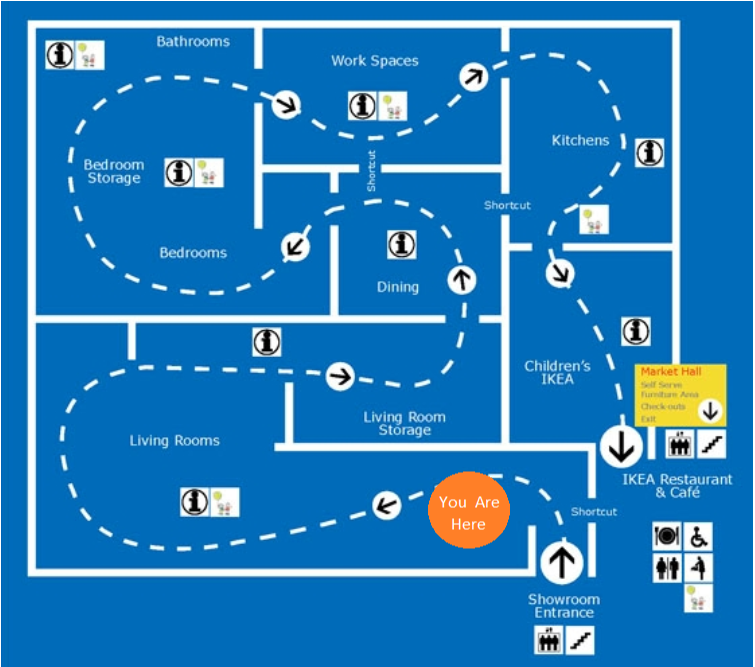 Bathrooms
Work Spaces
Kitchens
Bedroom
Storage
Shortcut
Shortcut
Bedrooms
Dining
Children's
IKEA
Market Hall
Self Serve
Furniture Area
Check-outs
Exit
Living Room
Storage
Living Rooms
IKEA Restaurant
& Café
You Are
Here
Shortcut
Showroom
Entrance